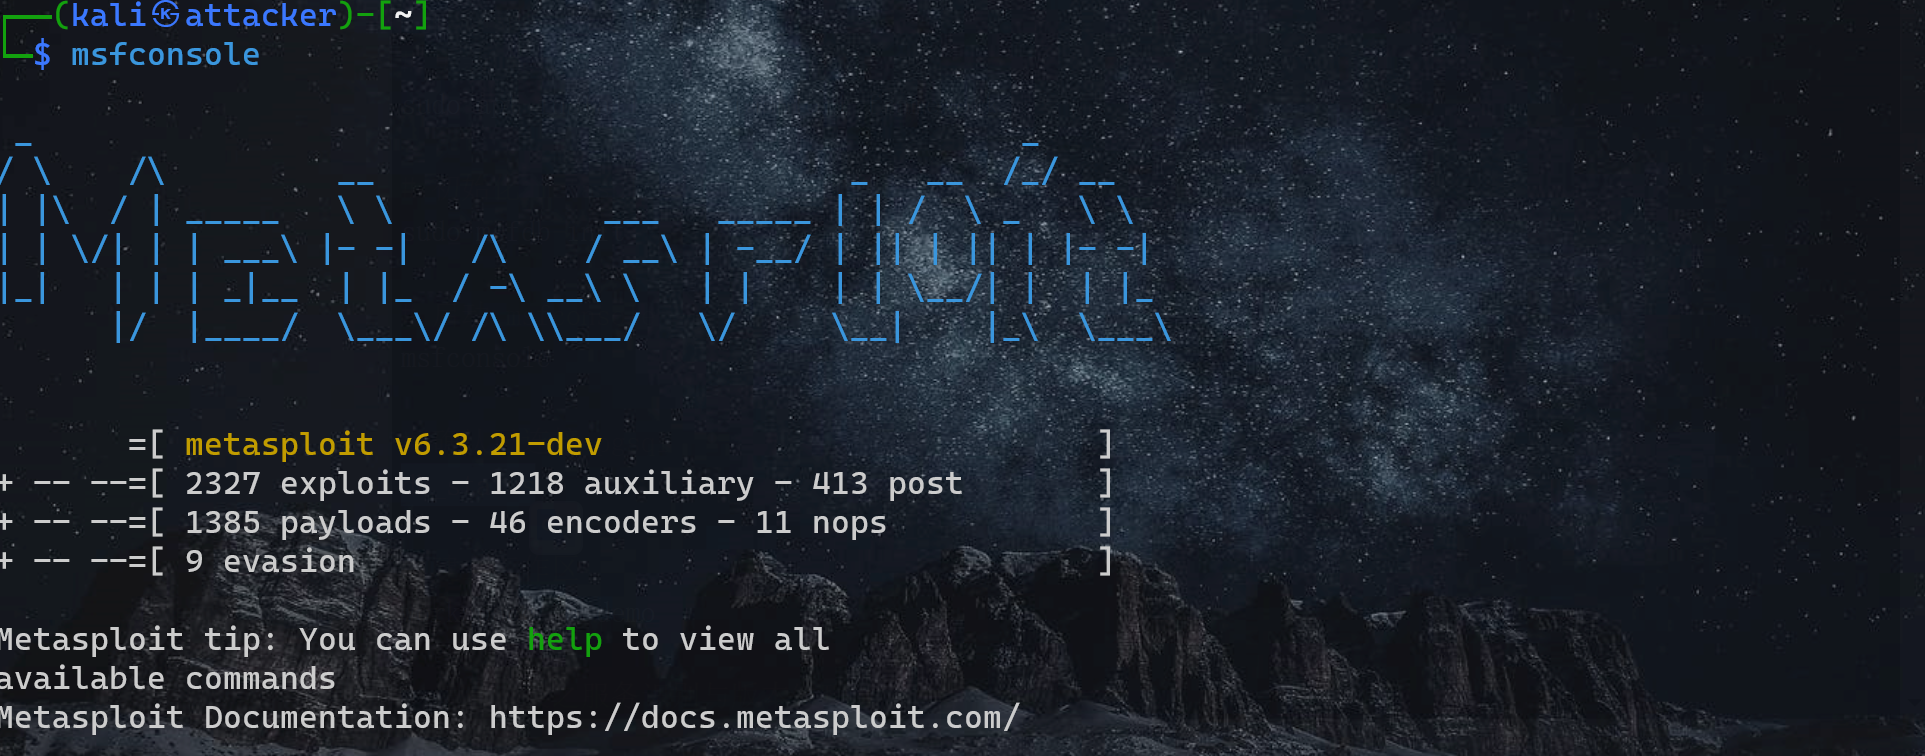 ┌──(kali㉿attacker)-[~]
└─$ msfconsole
METASPLOIT
=[ metasploit v6.3.21-dev ]
+ -- --=[ 2327 exploits - 1218 auxiliary - 413 post ]
+ -- --=[ 1385 payloads - 46 encoders - 11 nops ]
+ -- --=[ 9 evasion ]
Metasploit tip: You can use help to view all
available commands
Metasploit Documentation: https://docs.metasploit.com/